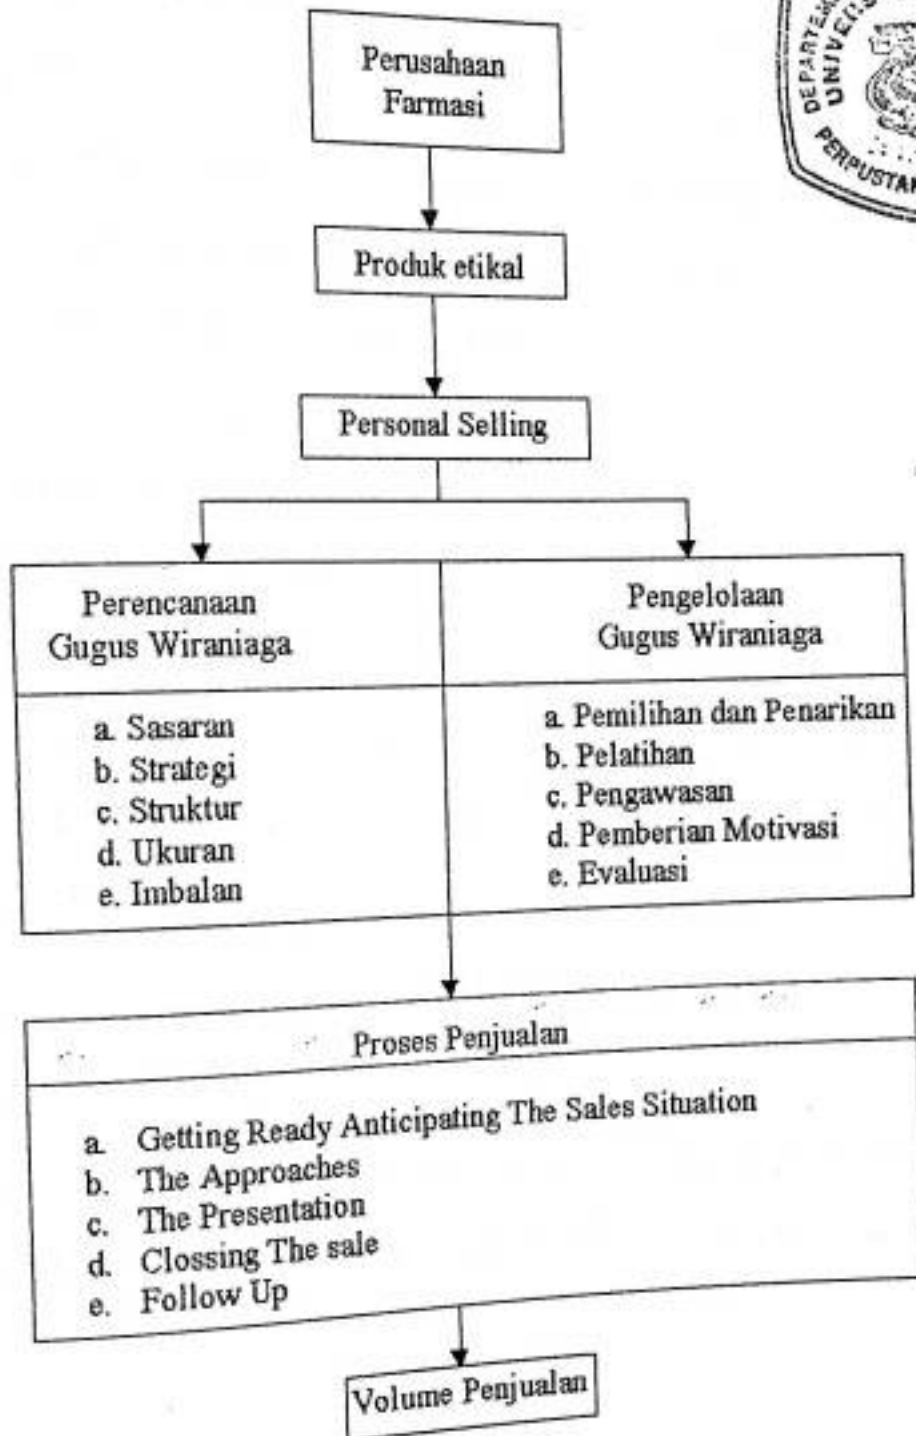 Perusahaan
Farmasi
Produk etikal
Personal Selling
Perencanaan
Gugus Wiraniaga
a. Sasaran
b. Strategi
c. Struktur
d. Ukuran
e. Imbalan
Pengelolaan
Gugus Wiraniaga
a. Pemilihan dan Penarikan
b. Pelatihan
c. Pengawasan
d. Pemberian Motivasi
e. Evaluasi
Proses Penjualan
a. Getting Ready Anticipating The Sales Situation
b. The Approaches
c. The Presentation
d. Clossing The sale
e. Follow Up
Volume Penjualan